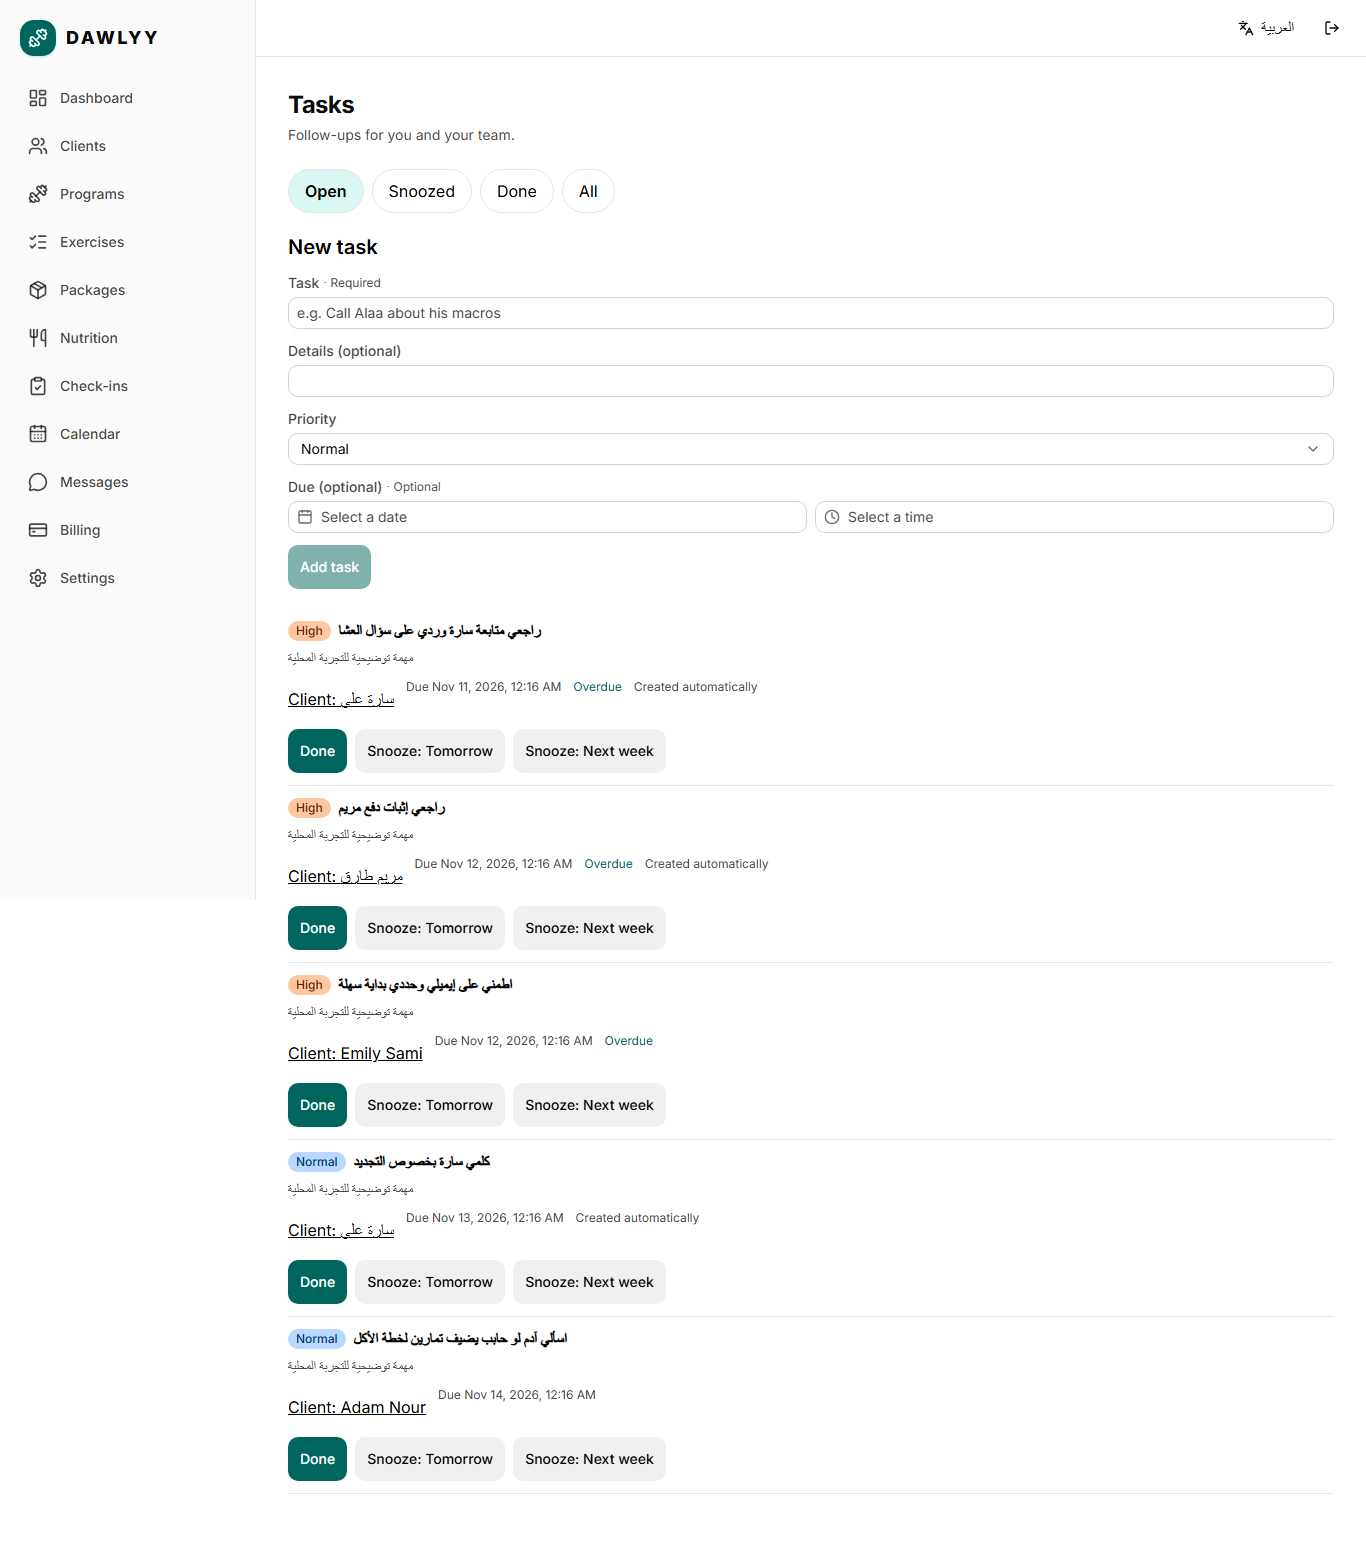 DAWLYY
العربية
Dashboard
Clients
Programs
Exercises
Packages
Nutrition
Check-ins
Calendar
Messages
Billing
Settings
Tasks
Follow-ups for you and your team.
Open Snoozed Done All
New task
Task · Required
e.g. Call Alaa about his macros
Details (optional)
Priority
Normal
Due (optional) · Optional
Select a date Select a time
Add task
High راجعي متابعة سارة وردي على سؤال العشا
مهمة توضيحية للتجربة المحلية
Client: سارة علي Due Nov 11, 2026, 12:16 AM Overdue Created automatically
Done Snooze: Tomorrow Snooze: Next week
High راجعي إثبات دفع مريم
مهمة توضيحية للتجربة المحلية
Client: مريم طارق Due Nov 12, 2026, 12:16 AM Overdue Created automatically
Done Snooze: Tomorrow Snooze: Next week
High اطمني على إيميلي وحددي بداية سهلة
مهمة توضيحية للتجربة المحلية
Client: Emily Sami Due Nov 12, 2026, 12:16 AM Overdue
Done Snooze: Tomorrow Snooze: Next week
Normal كلمي سارة بخصوص التجديد
مهمة توضيحية للتجربة المحلية
Client: سارة علي Due Nov 13, 2026, 12:16 AM Created automatically
Done Snooze: Tomorrow Snooze: Next week
Normal اسألي آدم لو حابب يضيف تمارين لخطة الأكل
مهمة توضيحية للتجربة المحلية
Client: Adam Nour Due Nov 14, 2026, 12:16 AM
Done Snooze: Tomorrow Snooze: Next week